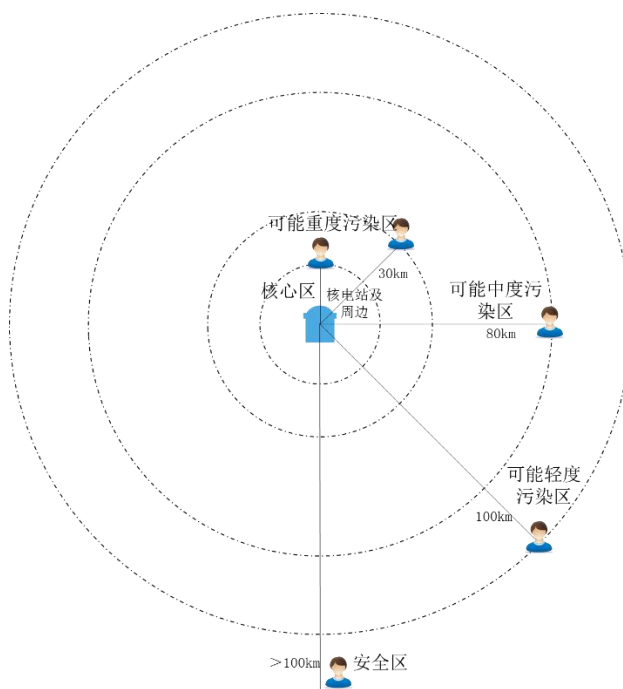 可能重度污染区
30km
核心区
核电站及
周边
可能中度污
染区
80km
可能轻度
污染区
100km
>100km
安全区